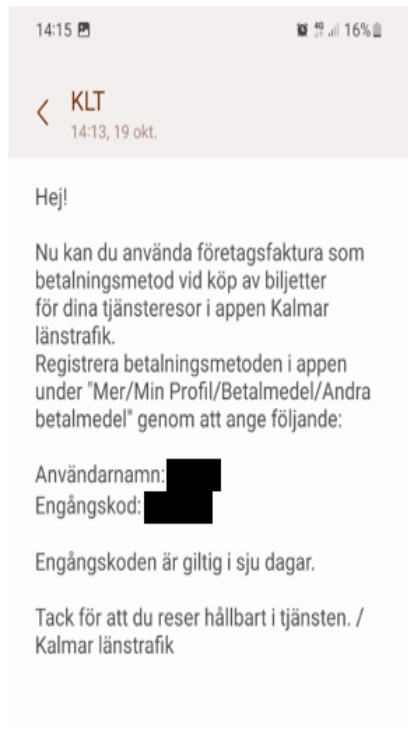 14:15 4G 16%
KLT
14:13, 19 okt.
Hej!
Nu kan du använda företagsfaktura som
betalningsmetod vid köp av biljetter
för dina tjänsteresor i appen Kalmar
länstrafik.
Registrera betalningsmetoden i appen
under "Mer/Min Profil/Betalmedel/Andra
betalmedel" genom att ange följande:
Användarnamn:
Engångskod:
Engångskoden är giltig i sju dagar.
Tack för att du reser hållbart i tjänsten. /
Kalmar länstrafik